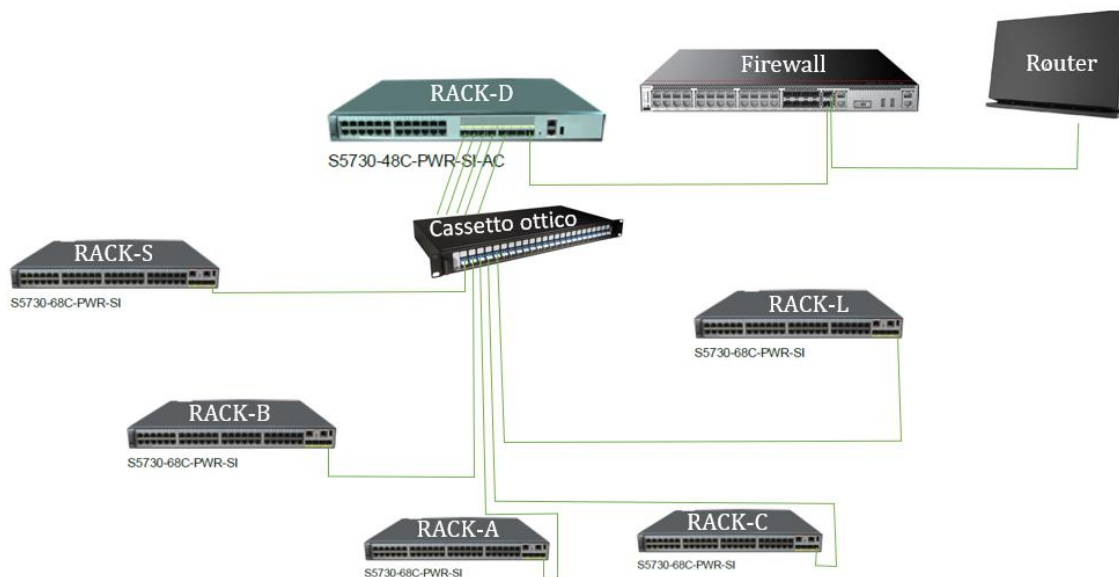 RACK-D
Firewall
Røuter
S5730-48C-PWR-SI-AC
Cassetto ottico
RACK-S
S5730-68C-PWR-SI
RACK-L
S5730-68C-PWR-SI
RACK-B
S5730-68C-PWR-SI
RACK-A
S5730-68C-PWR-SI
RACK-C
S5730-68C-PWR-SI